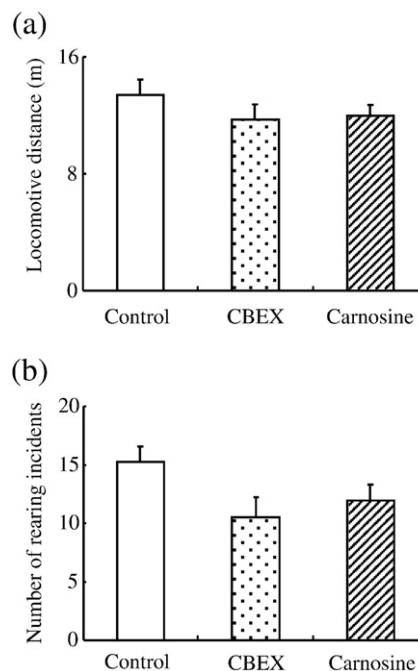 (a)
Locomotive distance (m)
16
8
0
Control CBEX Carnosine
(b)
Number of rearing incidents
20
15
10
5
0
Control CBEX Carnosine